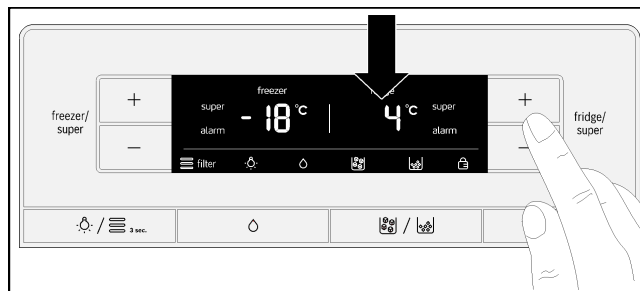 freezer/
super
+
−
freezer
super
alarm
-18 °C
4 °C
super
alarm
filter
+
−
fridge/
super
/ 3 sec.
/